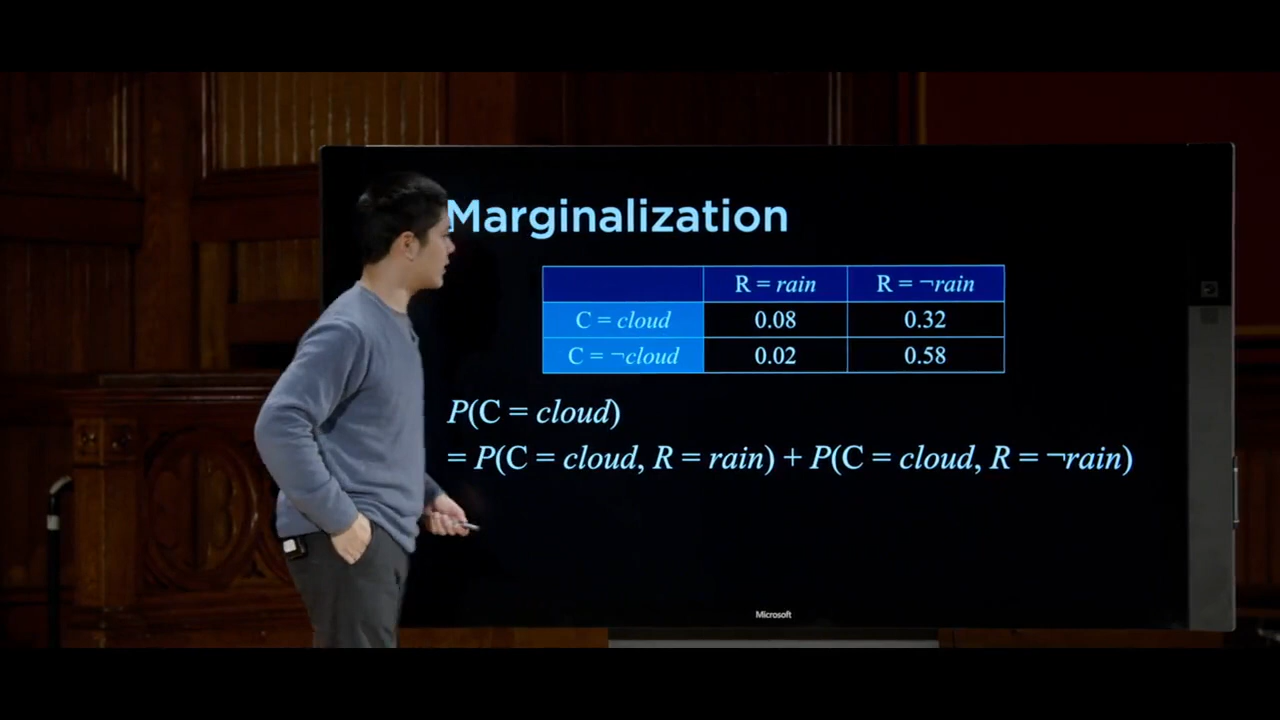 Marginalization
R = rain R = ¬rain
C = cloud 0.08 0.32
C = ¬cloud 0.02 0.58
P(C = cloud)
= P(C = cloud, R = rain) + P(C = cloud, R = ¬rain)
Microsoft